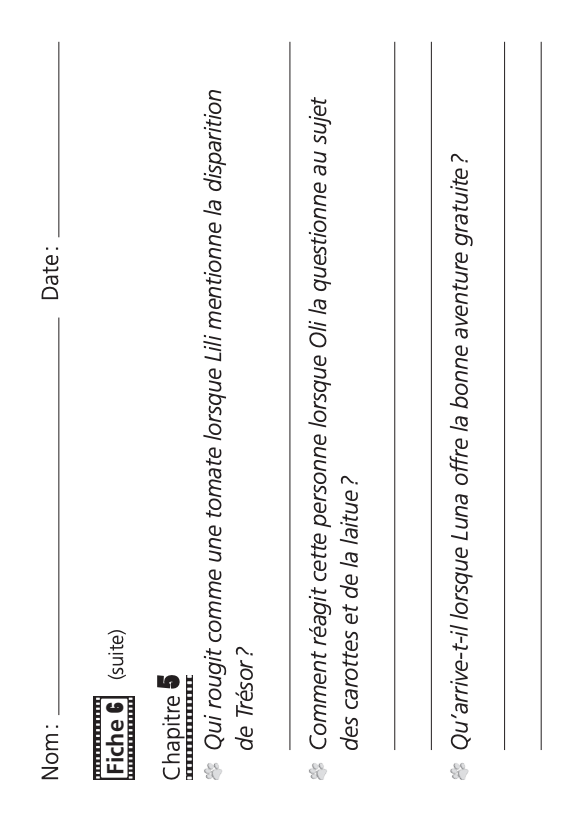 Nom : Date :
Fiche 6 (suite)
Chapitre 5
Qui rougit comme une tomate lorsque Lili mentionne la disparition
de Trésor ?
Comment réagit cette personne lorsque Oli la questionne au sujet
des carottes et de la laitue ?
Qu’arrive-t-il lorsque Luna offre la bonne aventure gratuite ?